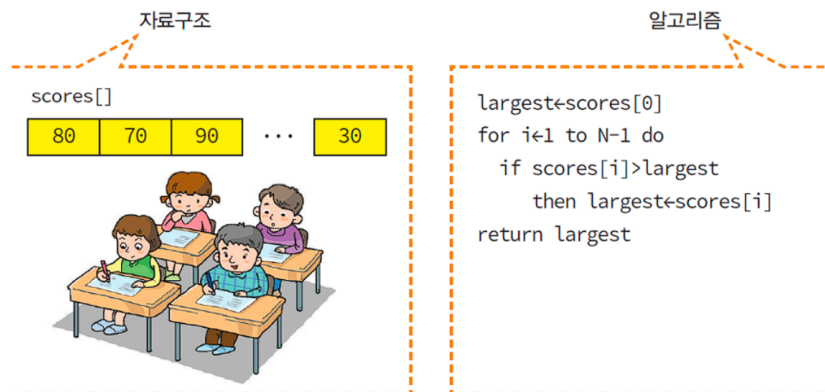 자료구조
scores[]
80 70 90 ··· 30
알고리즘
largest←scores[0]
for i←1 to N-1 do
if scores[i]>largest
then largest←scores[i]
return largest